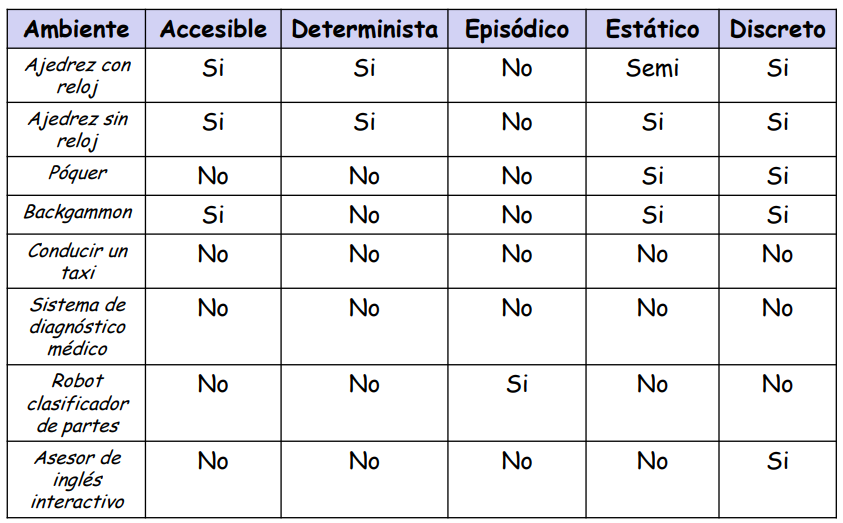 Ambiente Accesible Determinista Episódico Estático Discreto
Ajedrez con reloj Si Si No Semi Si
Ajedrez sin reloj Si Si No Si Si
Póquer No No No Si Si
Backgammon Si No No Si Si
Conducir un taxi No No No No No
Sistema de diagnóstico médico No No No No No
Robot clasificador de partes No No Si No No
Asesor de inglés interactivo No No No No Si